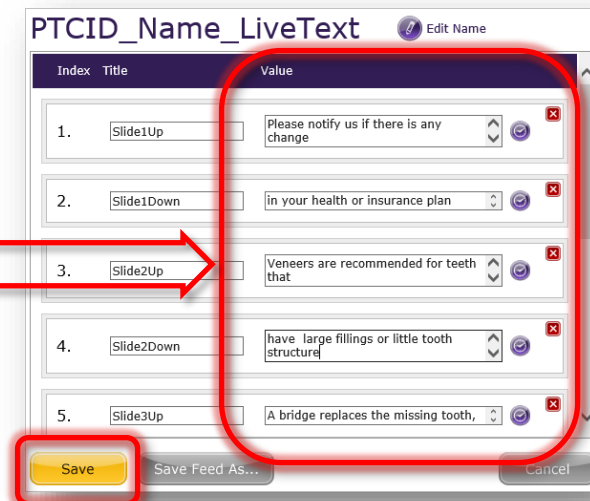 PTCID_Name_LiveText Edit Name
Index Title Value
1. Slide1Up Please notify us if there is any
change
2. Slide1Down in your health or insurance plan
3. Slide2Up Veneers are recommended for teeth
that
4. Slide2Down have  large fillings or little tooth
structure
5. Slide3Up A bridge replaces the missing tooth,
Save Save Feed As... Cancel